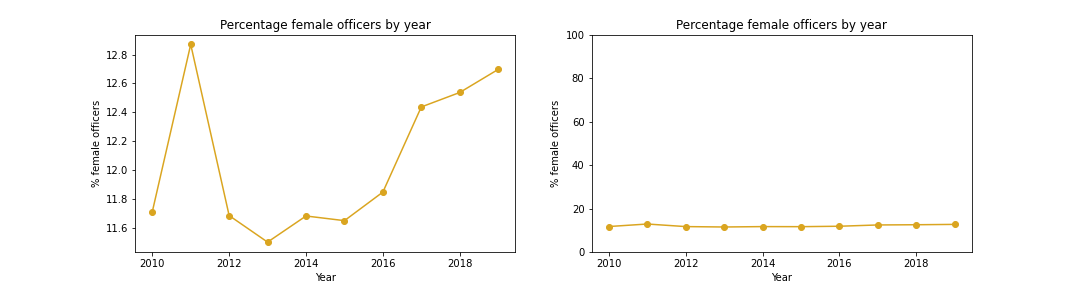 Percentage female officers by year
12.8
12.6
12.4
12.2
12.0
11.8
11.6
% female officers
2010 2012 2014 2016 2018
Year
Percentage female officers by year
100
80
60
40
20
0
% female officers
2010 2012 2014 2016 2018
Year